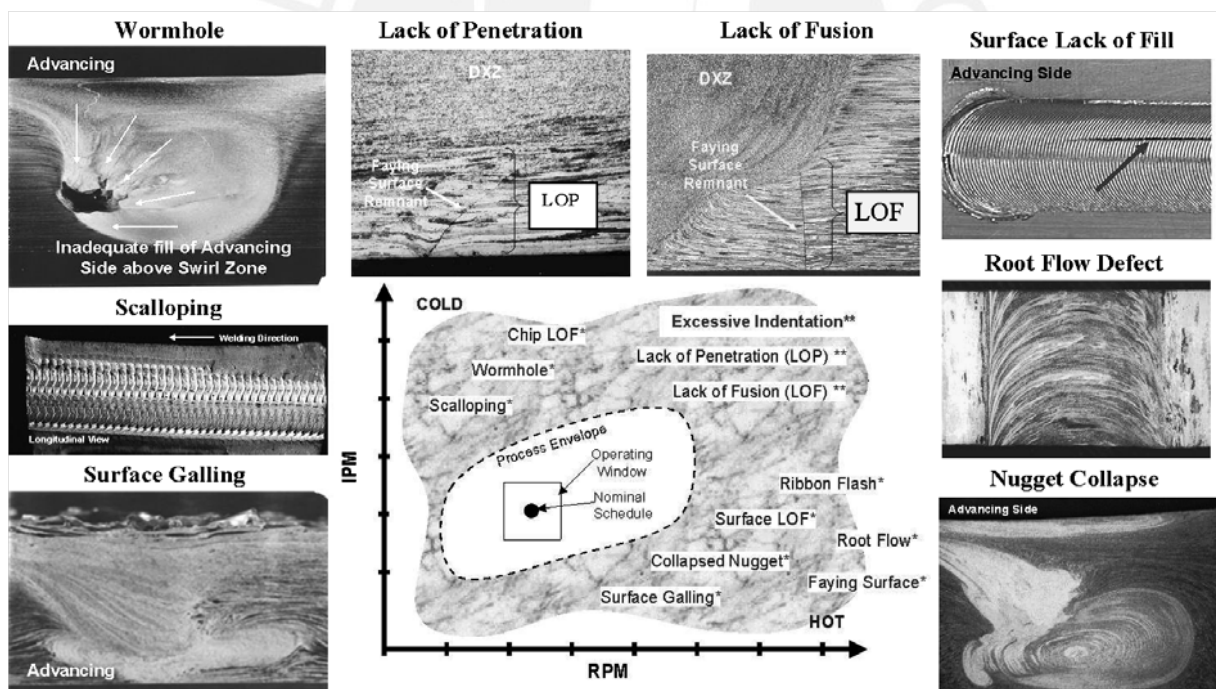 Wormhole
Advancing
Inadequate fill of Advancing
Side above Swirl Zone
Lack of Penetration
DXZ
Faying
Surface
Remnant
LOP
Lack of Fusion
DXZ
Faying
Surface
Remnant
LOF
Surface Lack of Fill
Advancing Side
Scalloping
Welding Direction
Longitudinal View
Root Flow Defect
Surface Galling
Advancing
Nugget Collapse
Advancing Side
COLD
Chip LOF*
Excessive Indentation**
Lack of Penetration (LOP) **
Wormhole*
Lack of Fusion (LOF) **
Scalloping*
Process Envelope
Operating
Window
Nominal
Schedule
Ribbon Flash*
Surface LOF*
Root Flow*
Collapsed Nugget*
Faying Surface*
Surface Galling*
HOT
IPM
RPM